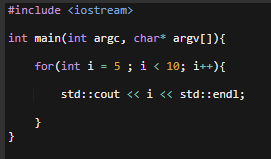 #include <iostream>
int main(int argc, char* argv[]){
for(int i = 5 ; i < 10; i++){
std::cout << i << std::endl;
}
}